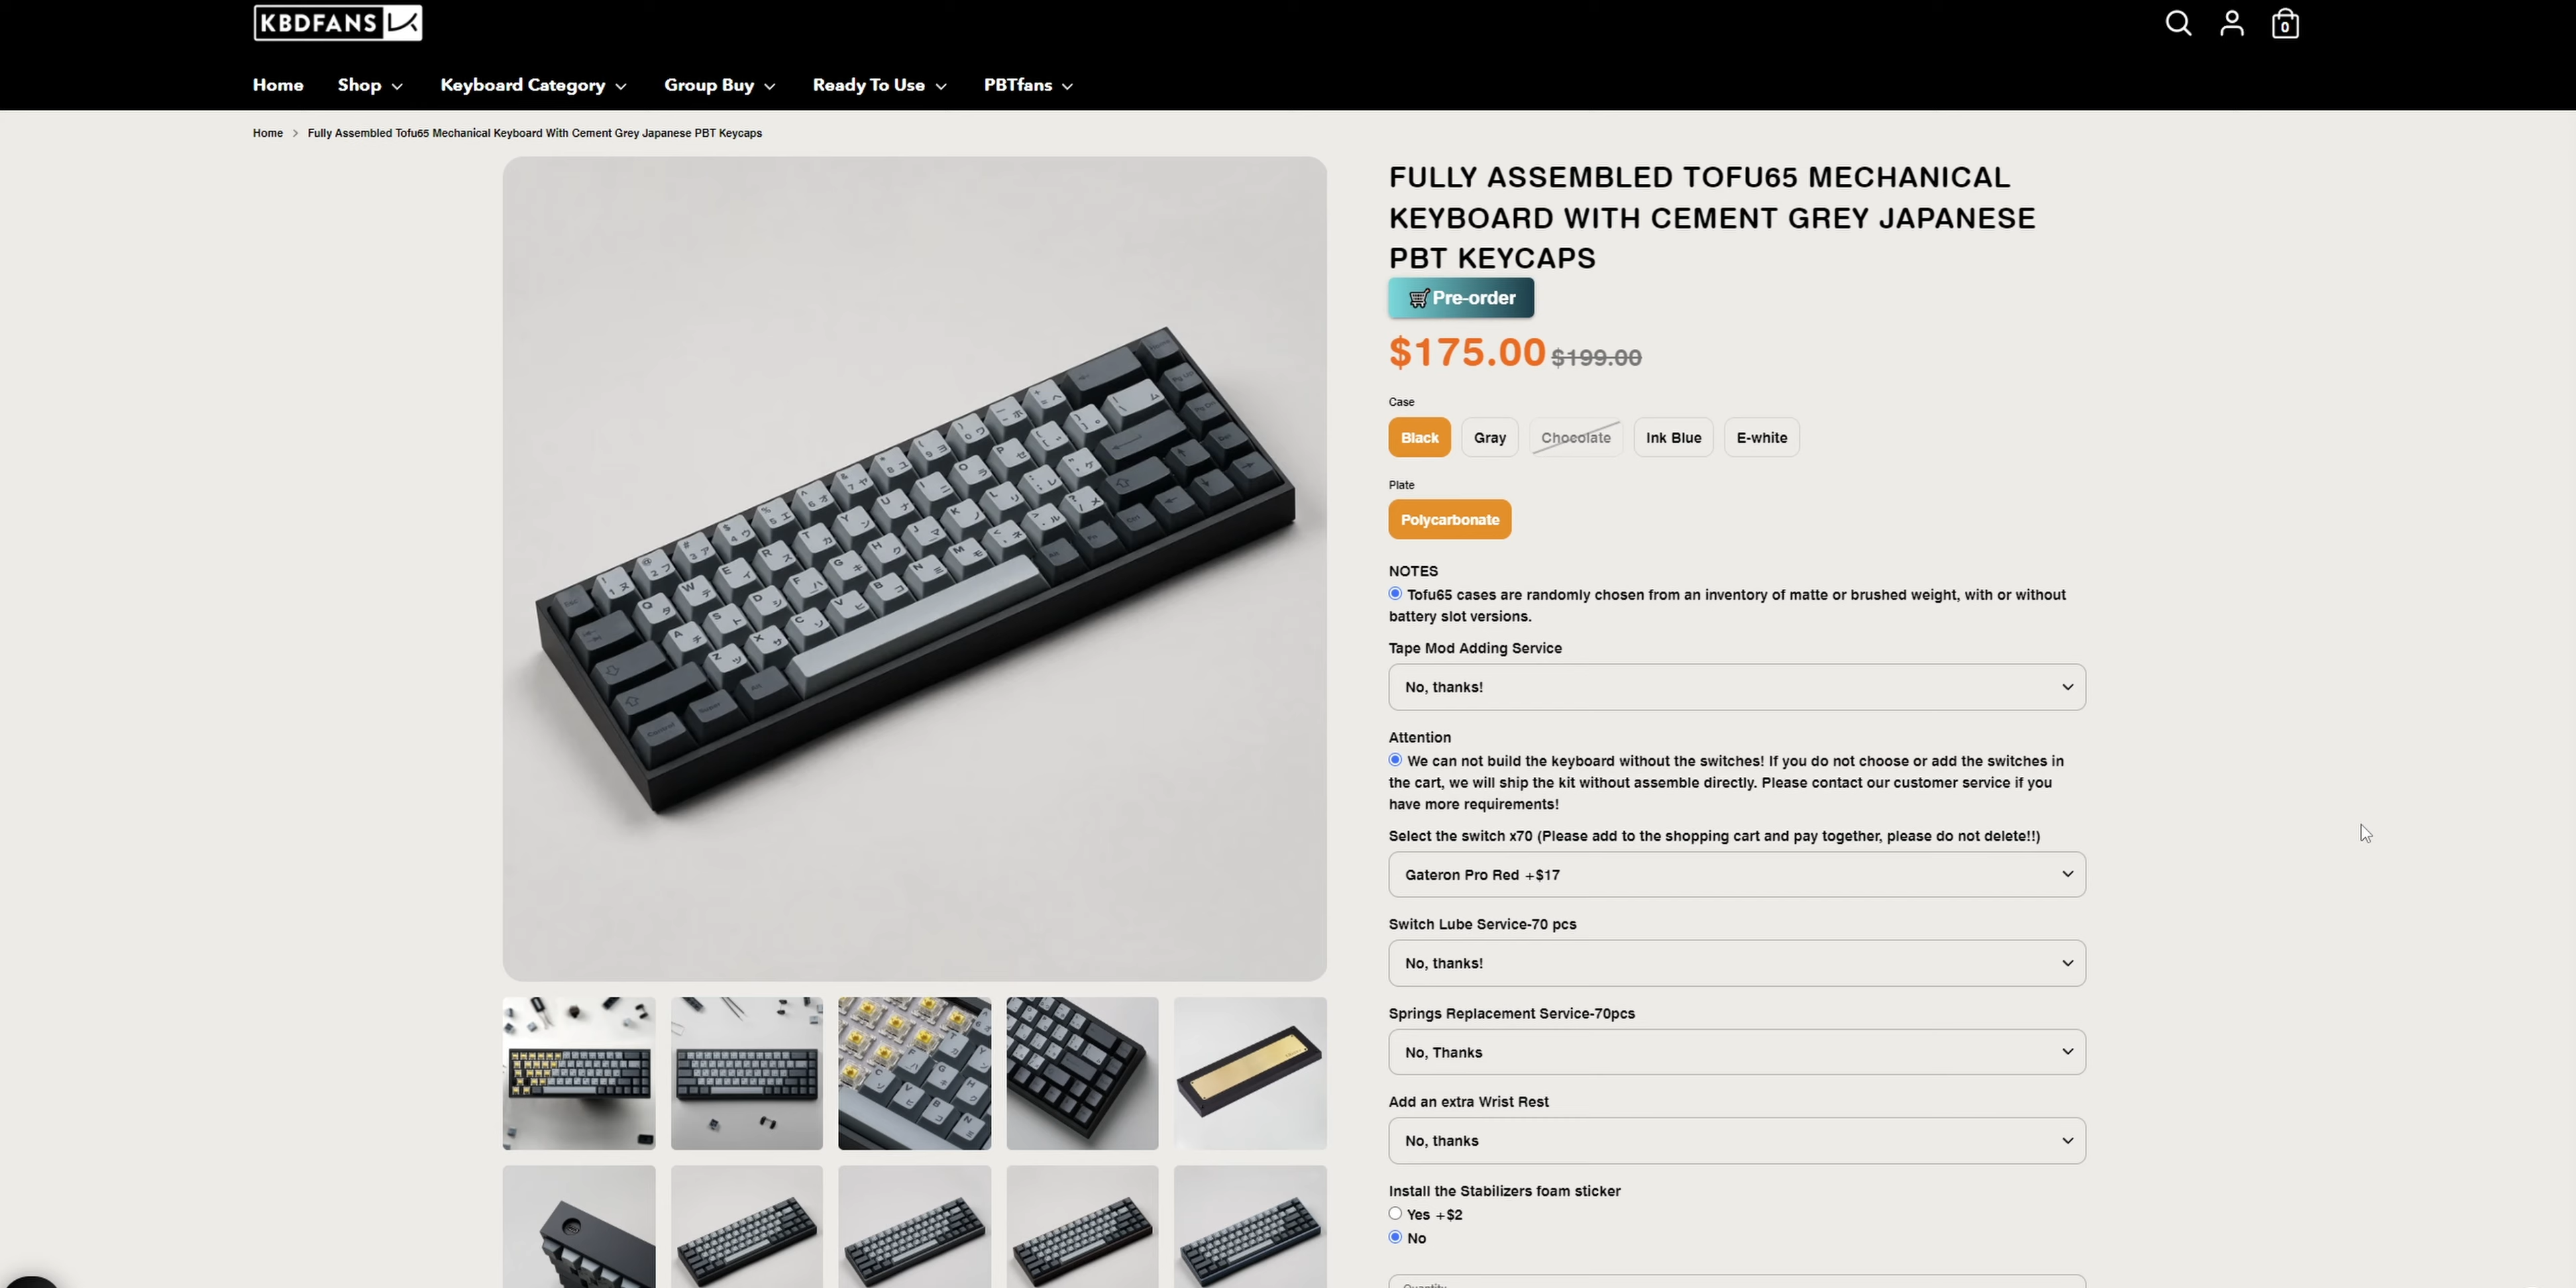 KBDFANS
0
Home Shop Keyboard Category Group Buy Ready To Use PBTfans
Home > Fully Assembled Tofu65 Mechanical Keyboard With Cement Grey Japanese PBT Keycaps
FULLY ASSEMBLED TOFU65 MECHANICAL
KEYBOARD WITH CEMENT GREY JAPANESE
PBT KEYCAPS
Pre-order
$175.00 $199.00
Case
Black Gray Chocolate Ink Blue E-white
Plate
Polycarbonate
NOTES
Tofu65 cases are randomly chosen from an inventory of matte or brushed weight, with or without
battery slot versions.
Tape Mod Adding Service
No, thanks!
Attention
We can not build the keyboard without the switches! If you do not choose or add the switches in
the cart, we will ship the kit without assemble directly. Please contact our customer service if you
have more requirements!
Select the switch x70 (Please add to the shopping cart and pay together, please do not delete!!)
Gateron Pro Red +$17
Switch Lube Service-70 pcs
No, thanks!
Springs Replacement Service-70pcs
No, Thanks
Add an extra Wrist Rest
No, thanks
Install the Stabilizers foam sticker
Yes +$2
No